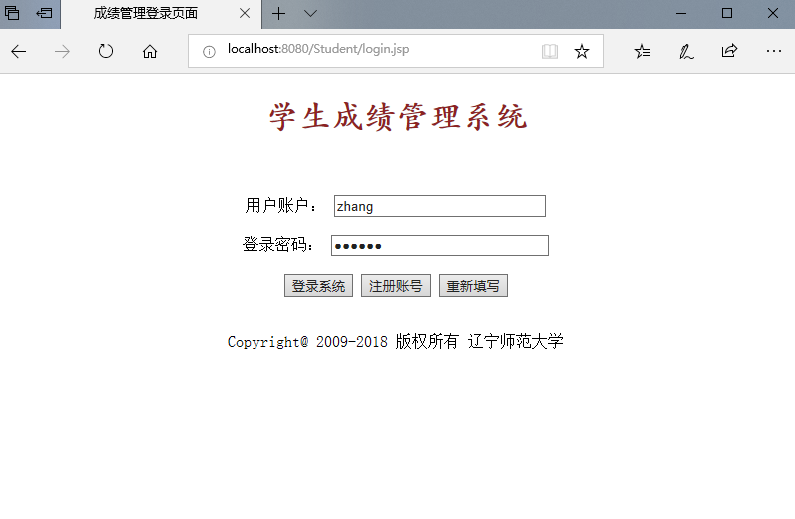 成绩管理登录页面
localhost:8080/Student/login.jsp
学生成绩管理系统
用户账户： zhang
登录密码： ●●●●●●
登录系统 注册账号 重新填写
Copyright@ 2009-2018 版权所有 辽宁师范大学